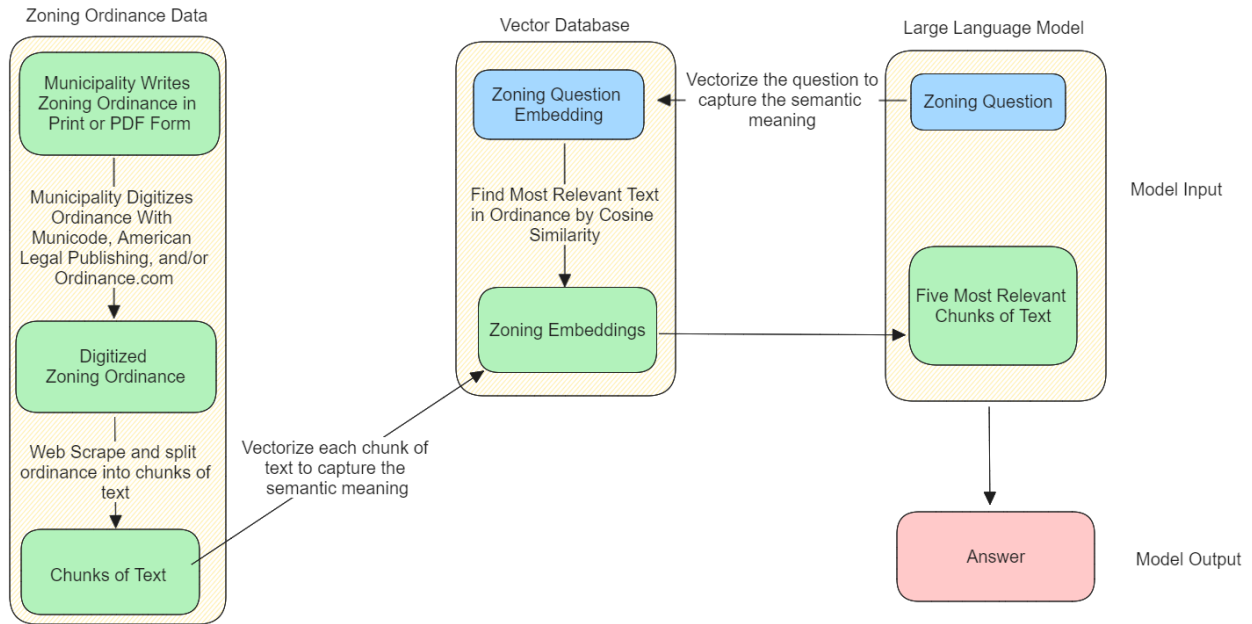 Zoning Ordinance Data
Municipality Writes
Zoning Ordinance in
Print or PDF Form
Municipality Digitizes
Ordinance With
Municode, American
Legal Publishing, and/or
Ordinance.com
Digitized
Zoning Ordinance
Web Scrape and split
ordinance into chunks of
text
Chunks of Text
Vectorize each chunk of
text to capture the
semantic meaning
Vector Database
Zoning Question
Embedding
Find Most Relevant Text
in Ordinance by Cosine
Similarity
Zoning Embeddings
Vectorize the question to
capture the semantic
meaning
Large Language Model
Zoning Question
Five Most Relevant
Chunks of Text
Model Input
Answer
Model Output